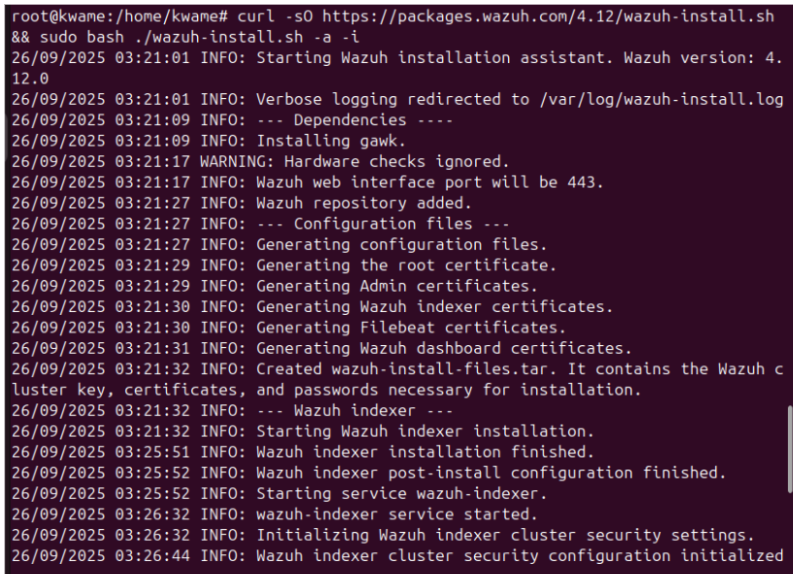 root@kwame:/home/kwame# curl -sO https://packages.wazuh.com/4.12/wazuh-install.sh
&& sudo bash ./wazuh-install.sh -a -i
26/09/2025 03:21:01 INFO: Starting Wazuh installation assistant. Wazuh version: 4.
12.0
26/09/2025 03:21:01 INFO: Verbose logging redirected to /var/log/wazuh-install.log
26/09/2025 03:21:09 INFO: --- Dependencies ----
26/09/2025 03:21:09 INFO: Installing gawk.
26/09/2025 03:21:17 WARNING: Hardware checks ignored.
26/09/2025 03:21:17 INFO: Wazuh web interface port will be 443.
26/09/2025 03:21:27 INFO: Wazuh repository added.
26/09/2025 03:21:27 INFO: --- Configuration files ---
26/09/2025 03:21:27 INFO: Generating configuration files.
26/09/2025 03:21:29 INFO: Generating the root certificate.
26/09/2025 03:21:29 INFO: Generating Admin certificates.
26/09/2025 03:21:30 INFO: Generating Wazuh indexer certificates.
26/09/2025 03:21:30 INFO: Generating Filebeat certificates.
26/09/2025 03:21:31 INFO: Generating Wazuh dashboard certificates.
26/09/2025 03:21:32 INFO: Created wazuh-install-files.tar. It contains the Wazuh c
luster key, certificates, and passwords necessary for installation.
26/09/2025 03:21:32 INFO: --- Wazuh indexer ---
26/09/2025 03:21:32 INFO: Starting Wazuh indexer installation.
26/09/2025 03:25:51 INFO: Wazuh indexer installation finished.
26/09/2025 03:25:52 INFO: Wazuh indexer post-install configuration finished.
26/09/2025 03:25:52 INFO: Starting service wazuh-indexer.
26/09/2025 03:26:32 INFO: wazuh-indexer service started.
26/09/2025 03:26:32 INFO: Initializing Wazuh indexer cluster security settings.
26/09/2025 03:26:44 INFO: Wazuh indexer cluster security configuration initialized